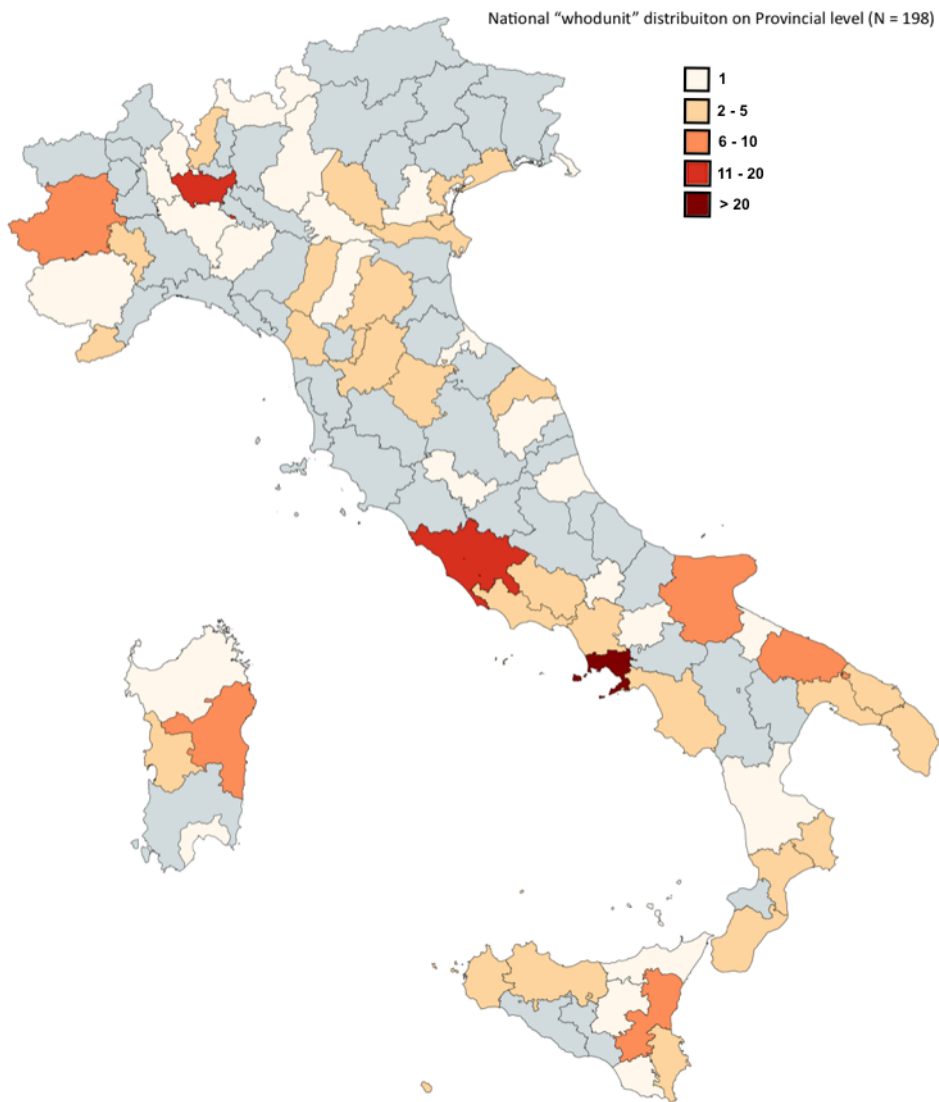 National “whodunit” distribuiton on Provincial level (N = 198)
1
2 - 5
6 - 10
11 - 20
> 20